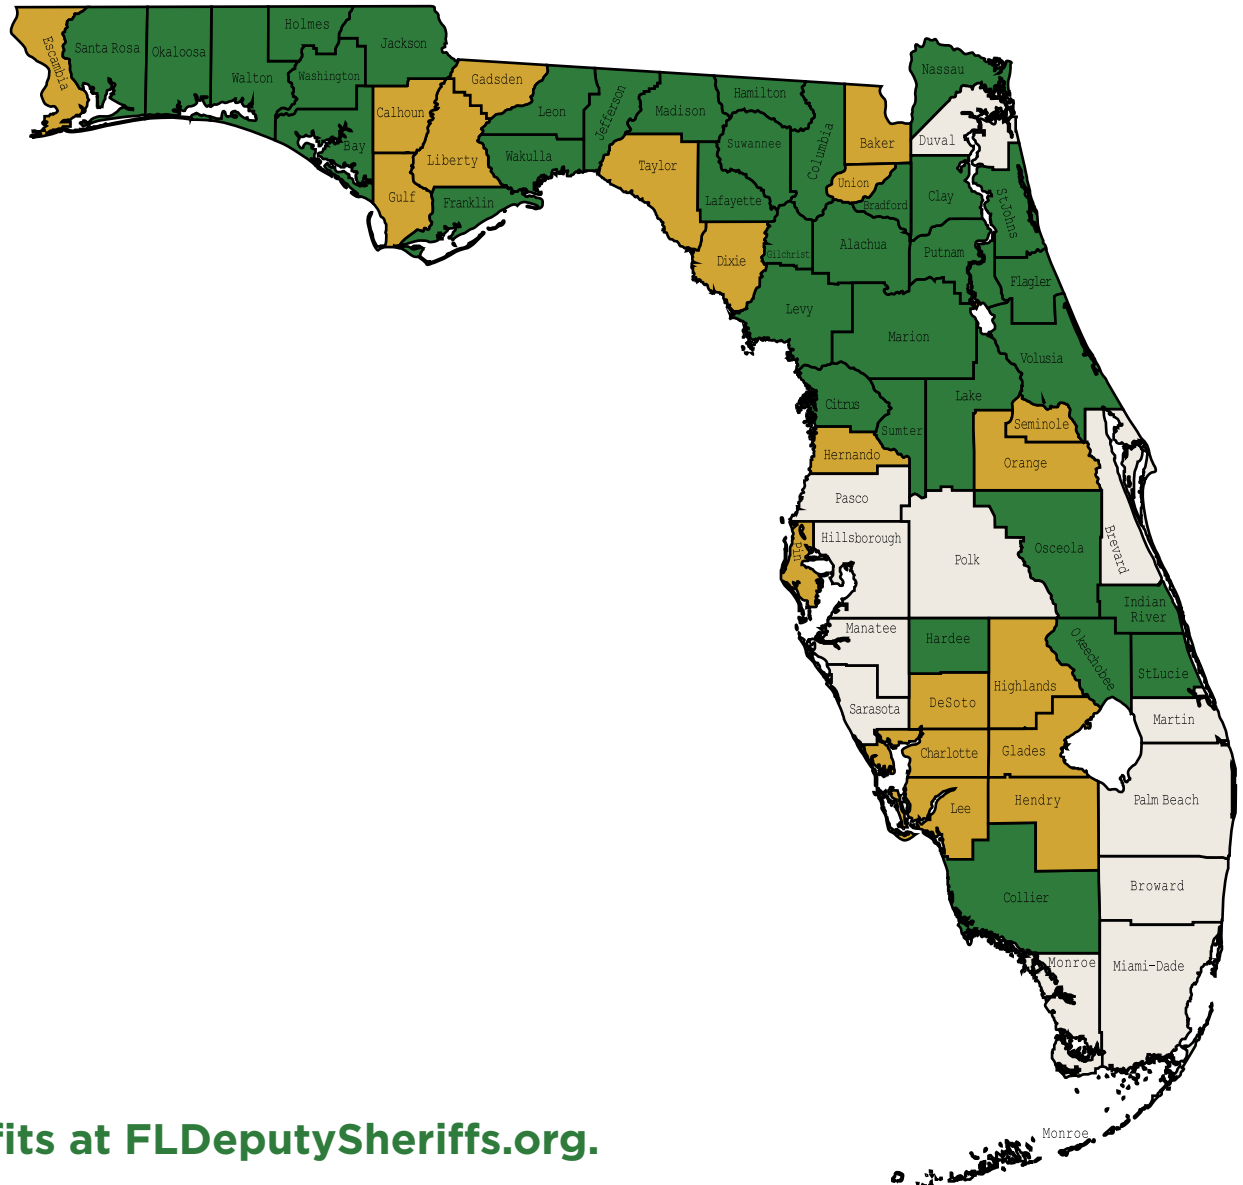 Escambia
Santa Rosa
Okaloosa
Walton
Holmes
Jackson
Washington
Bay
Calhoun
Gulf
Gadsden
Liberty
Franklin
Leon
Wakulla
Jefferson
Madison
Taylor
Hamilton
Suwannee
Lafayette
Dixie
Columbia
Gilchrist
Baker
Union
Bradford
Nassau
Duval
Clay
StJohns
Alachua
Putnam
Flagler
Levy
Marion
Volusia
Citrus
Lake
Sumter
Hernando
Seminole
Orange
Pasco
Hillsborough
Pin
Polk
Osceola
Brevard
Indian
River
Manatee
Hardee
Okeechobee
StLucie
Sarasota
DeSoto
Highlands
Martin
Charlotte
Glades
Lee
Hendry
Palm Beach
Collier
Broward
Monroe
Miami-Dade
Monroe
fits at FLDeputySheriffs.org.